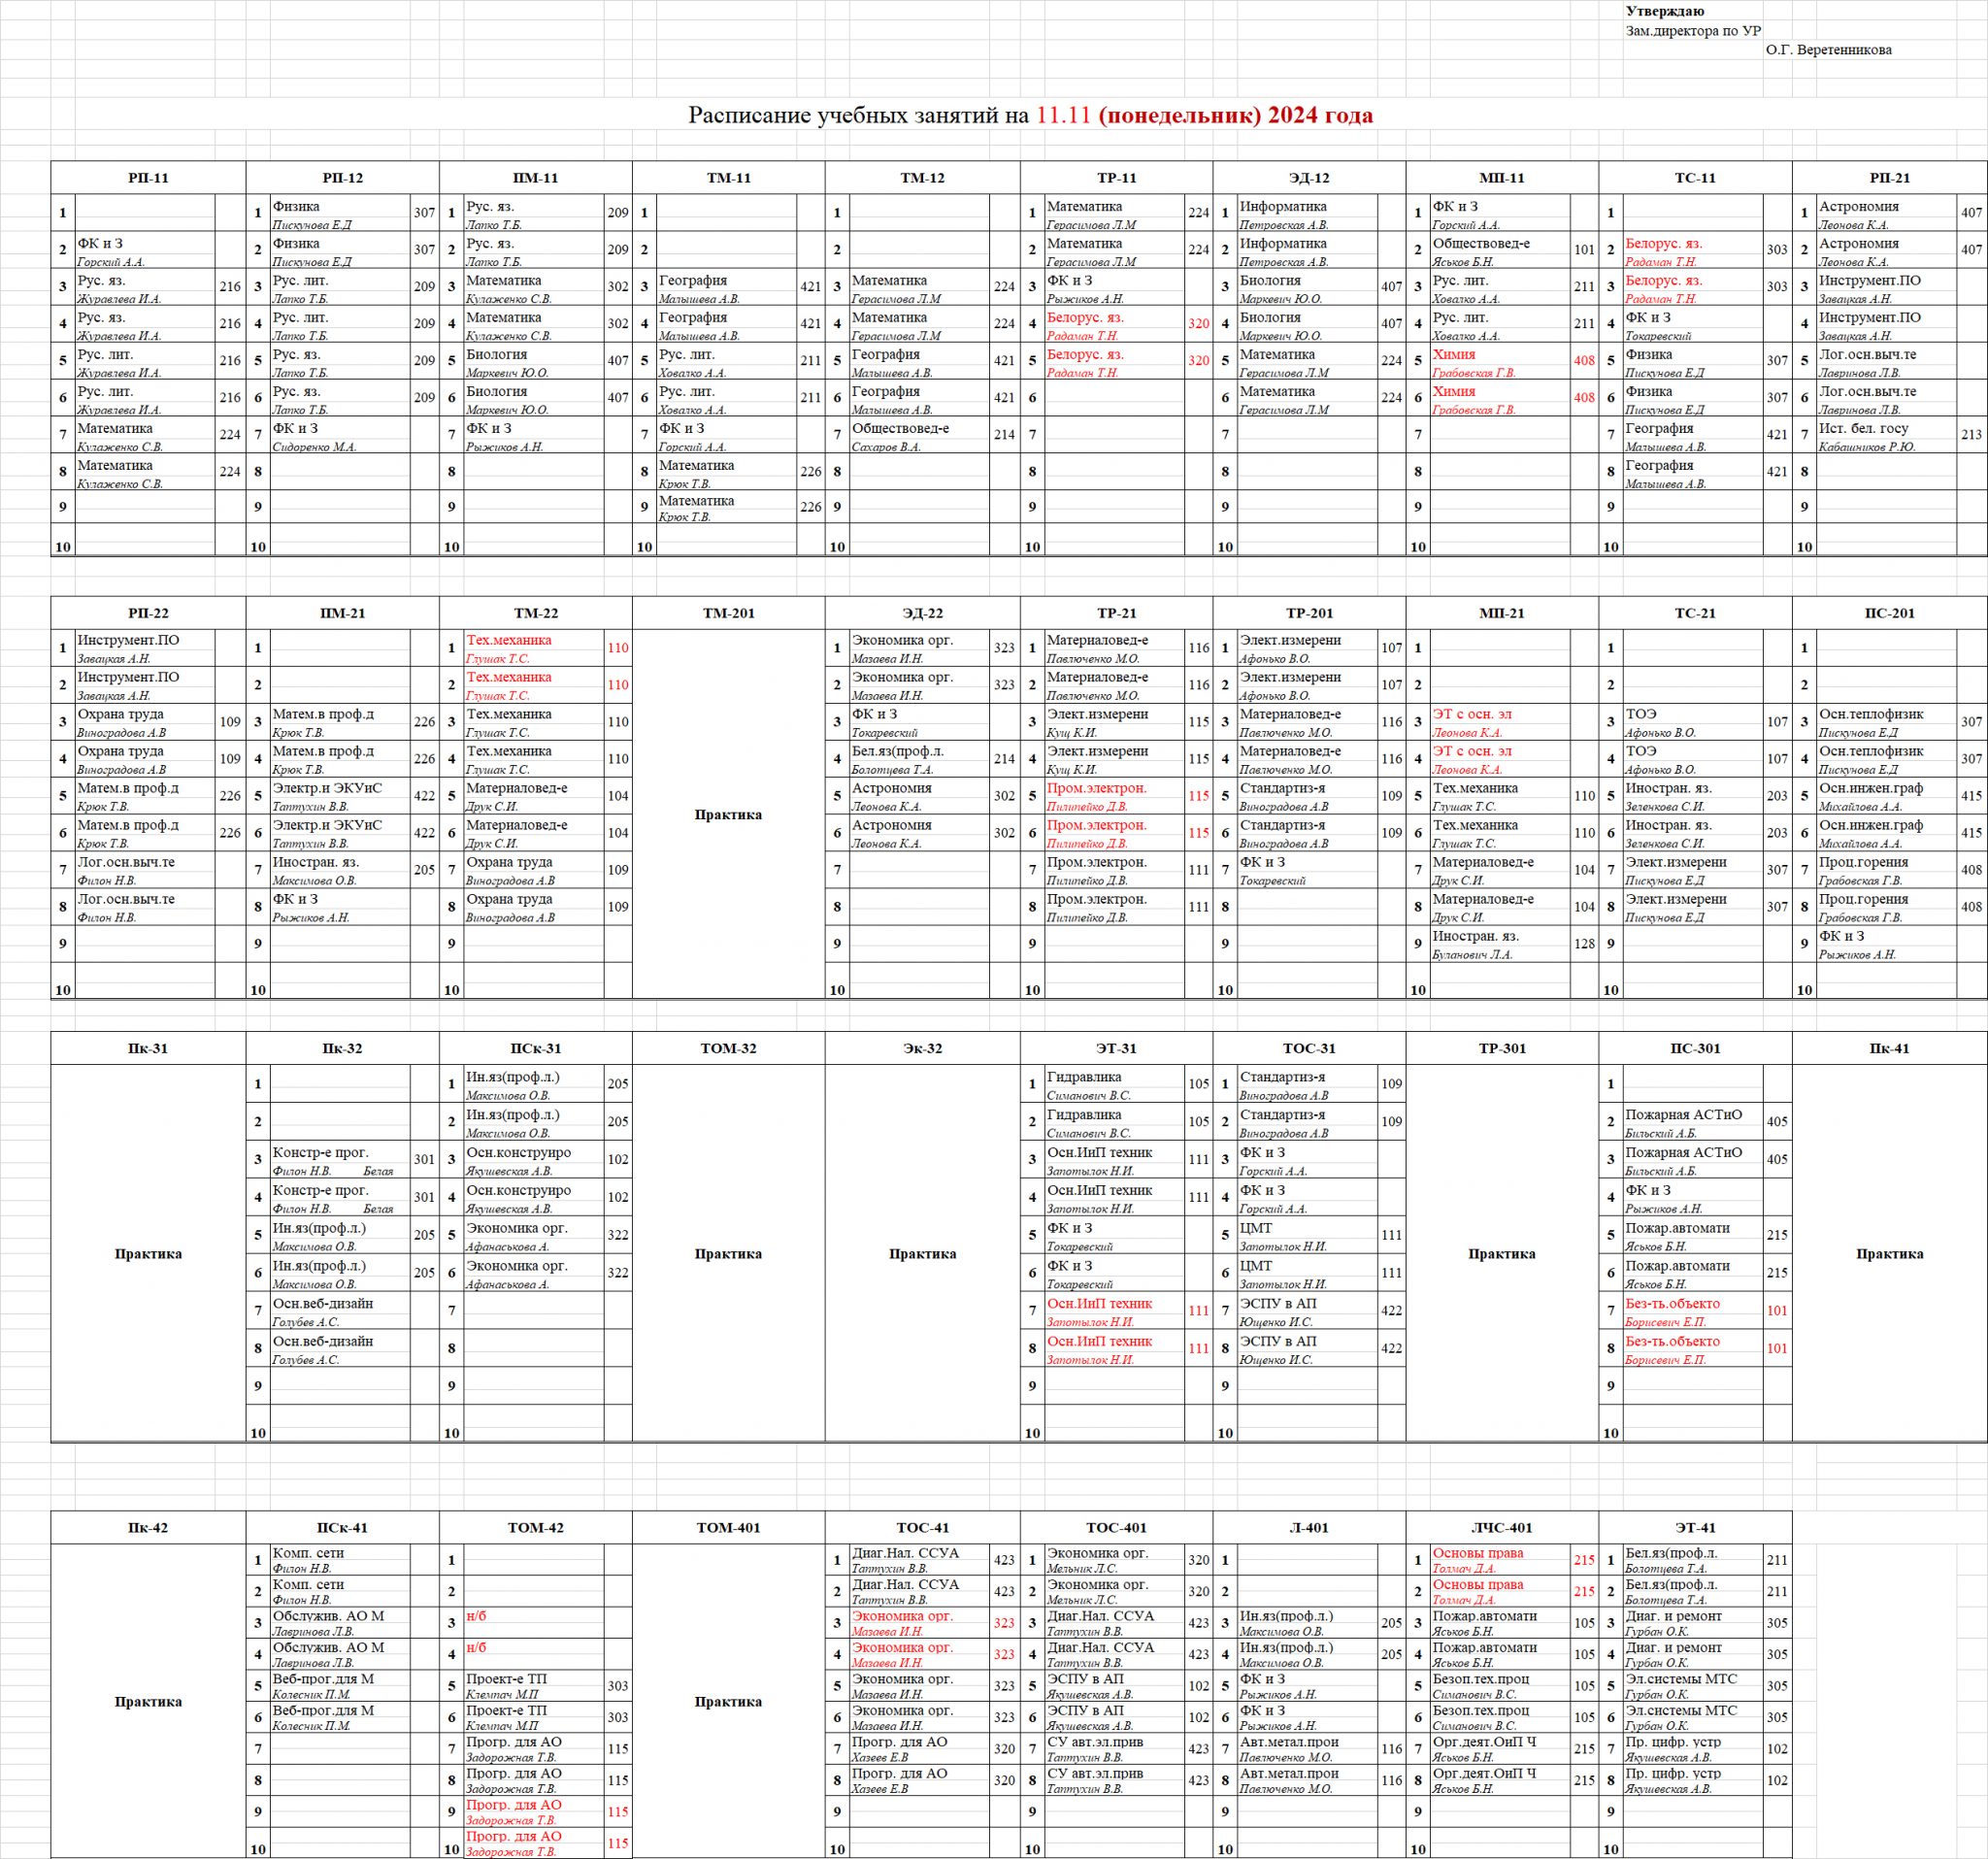 Утверждаю
Зам.директора по УР
О.Г. Веретенникова
Расписание учебных занятий на 11.11 (понедельник) 2024 года
РП-11 РП-12 ПМ-11 ТМ-11 ТМ-12 ТР-11 ЭД-12 МП-11 ТС-11 РП-21
1 1 Физика 307 1 Рус. яз. 209 1 1 1 Математика 224 1 Информатика 1 ФК и З 1 1 Астрономия 407
Пискунова Е.Д Лапко Т.Б. Герасимова Л.М Петровская А.В. Горский А.А. Леонова К.А.
2 ФК и З 2 Физика 307 2 Рус. яз. 209 2 2 2 Математика 224 2 Информатика 2 Обществовед-е 101 2 Белорус. яз. 303 2 Астрономия 407
Горский А.А. Пискунова Е.Д Лапко Т.Б. Герасимова Л.М Петровская А.В. Яськов Б.Н. Радаман Т.Н. Леонова К.А.
3 Рус. яз. 216 3 Рус. лит. 209 3 Математика 302 3 География 421 3 Математика 224 3 ФК и З 3 Биология 407 3 Рус. лит. 211 3 Белорус. яз. 303 3 Инструмент.ПО
Журавлева И.А. Лапко Т.Б. Кулаженко С.В. Малышева А.В. Герасимова Л.М Рыжиков А.Н. Маркевич Ю.О. Ховалко А.А. Радаман Т.Н. Завацкая А.Н.
4 Рус. яз. 216 4 Рус. лит. 209 4 Математика 302 4 География 421 4 Математика 224 4 Белорус. яз. 320 4 Биология 407 4 Рус. лит. 211 4 ФК и З 4 Инструмент.ПО
Журавлева И.А. Лапко Т.Б. Кулаженко С.В. Малышева А.В. Герасимова Л.М Радаман Т.Н. Маркевич Ю.О. Ховалко А.А. Токаревский Завацкая А.Н.
5 Рус. лит. 216 5 Рус. яз. 209 5 Биология 407 5 Рус. лит. 211 5 География 421 5 Белорус. яз. 320 5 Математика 224 5 Химия 408 5 Физика 307 5 Лог.осн.выч.те
Журавлева И.А. Лапко Т.Б. Маркевич Ю.О. Ховалко А.А. Малышева А.В. Радаман Т.Н. Герасимова Л.М Грабовская Г.В. Пискунова Е.Д Лавринова Л.В.
6 Рус. лит. 216 6 Рус. яз. 209 6 Биология 407 6 Рус. лит. 211 6 География 421 6 6 Математика 224 6 Химия 408 6 Физика 307 6 Лог.осн.выч.те
Журавлева И.А. Лапко Т.Б. Маркевич Ю.О. Ховалко А.А. Малышева А.В. Герасимова Л.М Грабовская Г.В. Пискунова Е.Д Лавринова Л.В.
7 Математика 224 7 ФК и З 7 ФК и З 7 ФК и З 7 Обществовед-е 214 7 7 7 7 География 421 7 Ист. бел. госу 213
Кулаженко С.В. Сидоренко М.А. Рыжиков А.Н. Горский А.А. Сахаров В.А. Малышева А.В. Кабашников Р.Ю.
8 Математика 224 8 8 8 Математика 226 8 8 8 8 8 География 421 8
Кулаженко С.В. Крюк Т.В. Малышева А.В.
9 9 9 9 Математика 226 9 9 9 9 9 9
Крюк Т.В.
10 10 10 10 10 10 10 10 10 10
РП-22 ПМ-21 ТМ-22 ТМ-201 ЭД-22 ТР-21 ТР-201 МП-21 ТС-21 ПС-201
1 Инструмент.ПО 1 1 Тех.механика 110 1 Экономика орг. 323 1 Материаловед-е 116 1 Элект.измерени 107 1 1 1
Завацкая А.Н. Глушак Т.С. Мазаева И.Н. Павлюченко М.О. Афонько В.О.
2 Инструмент.ПО 2 2 Тех.механика 110 2 Экономика орг. 323 2 Материаловед-е 116 2 Элект.измерени 107 2 2 2
Завацкая А.Н. Глушак Т.С. Мазаева И.Н. Павлюченко М.О. Афонько В.О.
3 Охрана труда 109 3 Матем.в проф.д 226 3 Тех.механика 110 3 ФК и З 3 Элект.измерени 115 3 Материаловед-е 116 3 ЭТ с осн. эл 3 ТОЭ 107 3 Осн.теплофизик 307
Виноградова А.В Крюк Т.В. Глушак Т.С. Токаревский Кущ К.И. Павлюченко М.О. Леонова К.А. Афонько В.О. Пискунова Е.Д
4 Охрана труда 109 4 Матем.в проф.д 226 4 Тех.механика 110 4 Бел.яз(проф.л. 214 4 Элект.измерени 115 4 Материаловед-е 116 4 ЭТ с осн. эл 4 ТОЭ 107 4 Осн.теплофизик 307
Виноградова А.В Крюк Т.В. Глушак Т.С. Болотцева Т.А. Кущ К.И. Павлюченко М.О. Леонова К.А. Афонько В.О. Пискунова Е.Д
5 Матем.в проф.д 226 5 Электр.и ЭКУиС 422 5 Материаловед-е 104 Практика 5 Астрономия 302 5 Пром.электрон. 115 5 Стандартиз-я 109 5 Тех.механика 110 5 Иностран. яз. 203 5 Осн.инжен.граф 415
Крюк Т.В. Таптухин В.В. Друк С.И. Леонова К.А. Пилипейко Д.В. Виноградова А.В Глушак Т.С. Зеленкова С.И. Михайлова А.А.
6 Матем.в проф.д 226 6 Электр.и ЭКУиС 422 6 Материаловед-е 104 6 Астрономия 302 6 Пром.электрон. 115 6 Стандартиз-я 109 6 Тех.механика 110 6 Иностран. яз. 203 6 Осн.инжен.граф 415
Крюк Т.В. Таптухин В.В. Друк С.И. Леонова К.А. Пилипейко Д.В. Виноградова А.В Глушак Т.С. Зеленкова С.И. Михайлова А.А.
7 Лог.осн.выч.те 7 Иностран. яз. 205 7 Охрана труда 109 7 7 Пром.электрон. 111 7 ФК и З 7 Материаловед-е 104 7 Элект.измерени 307 7 Проц.горения 408
Филон Н.В. Максимова О.В. Виноградова А.В Пилипейко Д.В. Токаревский Друк С.И. Пискунова Е.Д Грабовская Г.В.
8 Лог.осн.выч.те 8 ФК и З 8 Охрана труда 109 8 8 Пром.электрон. 111 8 8 Материаловед-е 104 8 Элект.измерени 307 8 Проц.горения 408
Филон Н.В. Рыжиков А.Н. Виноградова А.В Пилипейко Д.В. Друк С.И. Пискунова Е.Д Грабовская Г.В.
9 9 9 9 9 9 9 Иностран. яз. 128 9 9 ФК и З
Буланович Л.А. Рыжиков А.Н.
10 10 10 10 10 10 10 10 10
Пк-31 Пк-32 ПСк-31 ТОМ-32 Эк-32 ЭТ-31 ТОС-31 ТР-301 ПС-301 Пк-41
1 1 Ин.яз(проф.л.) 205 1 Гидравлика 105 1 Стандартиз-я 109 1
Максимова О.В. Симанович В.С. Виноградова А.В
2 2 Ин.яз(проф.л.) 205 2 Гидравлика 105 2 Стандартиз-я 109 2 Пожарная АСТиО 405
Максимова О.В. Симанович В.С. Виноградова А.В Бильский А.Б.
3 Констр-е прог. 301 3 Осн.конструиро 102 3 Осн.ИиП техник 111 3 ФК и З 3 Пожарная АСТиО 405
Филон Н.В. Белая Якушевская А.В. Запотылок Н.И. Горский А.А. Бильский А.Б.
4 Констр-е прог. 301 4 Осн.конструиро 102 4 Осн.ИиП техник 111 4 ФК и З 4 ФК и З
Филон Н.В. Белая Якушевская А.В. Запотылок Н.И. Горский А.А. Рыжиков А.Н.
5 Ин.яз(проф.л.) 205 5 Экономика орг. 322 5 ФК и З 5 ЦМТ 111 5 Пожар.автомати 215
Практика Максимова О.В. Афанаськова А. Практика Практика Токаревский Запотылок Н.И. Практика Яськов Б.Н. Практика
6 Ин.яз(проф.л.) 205 6 Экономика орг. 322 6 ФК и З 6 ЦМТ 111 6 Пожар.автомати 215
Максимова О.В. Афанаськова А. Токаревский Запотылок Н.И. Яськов Б.Н.
7 Осн.веб-дизайн 7 7 Осн.ИиП техник 111 7 ЭСПУ в АП 422 7 Без-ть.объекто 101
Голубев А.С. Запотылок Н.И. Ющенко И.С. Борисевич Е.П.
8 Осн.веб-дизайн 8 8 Осн.ИиП техник 111 8 ЭСПУ в АП 422 8 Без-ть.объекто 101
Голубев А.С. Запотылок Н.И. Ющенко И.С. Борисевич Е.П.
9 9 9 9 9
10 10 10 10 10
Пк-42 ПСк-41 ТОМ-42 ТОМ-401 ТОС-41 ТОС-401 Л-401 ЛЧС-401 ЭТ-41
1 Комп. сети 1 1 Диаг.Нал. ССУА 423 1 Экономика орг. 320 1 1 Основы права 215 1 Бел.яз(проф.л. 211
Филон Н.В. Таптухин В.В. Мельник Л.С. Толмач Д.А. Болотцева Т.А.
2 Комп. сети 2 2 Диаг.Нал. ССУА 423 2 Экономика орг. 320 2 2 Основы права 215 2 Бел.яз(проф.л. 211
Филон Н.В. Таптухин В.В. Мельник Л.С. Толмач Д.А. Болотцева Т.А.
3 Обслужив. АО М 3 н/б 3 Экономика орг. 323 3 Диаг.Нал. ССУА 423 3 Ин.яз(проф.л.) 205 3 Пожар.автомати 105 3 Диаг. и ремонт 305
Лавринова Л.В. Мазаева И.Н. Таптухин В.В. Максимова О.В. Яськов Б.Н. Гурбан О.К.
4 Обслужив. АО М 4 н/б 4 Экономика орг. 323 4 Диаг.Нал. ССУА 423 4 Ин.яз(проф.л.) 205 4 Пожар.автомати 105 4 Диаг. и ремонт 305
Лавринова Л.В. Мазаева И.Н. Таптухин В.В. Максимова О.В. Яськов Б.Н. Гурбан О.К.
5 Веб-прог.для М 5 Проект-е ТП 303 5 Экономика орг. 323 5 ЭСПУ в АП 102 5 ФК и З 5 Безоп.тех.проц 105 5 Эл.системы МТС 305
Практика Колесник П.М. Клемпач М.П Практика Мазаева И.Н. Якушевская А.В. Рыжиков А.Н. Симанович В.С. Гурбан О.К.
6 Веб-прог.для М 6 Проект-е ТП 303 6 Экономика орг. 323 6 ЭСПУ в АП 102 6 ФК и З 6 Безоп.тех.проц 105 6 Эл.системы МТС 305
Колесник П.М. Клемпач М.П Мазаева И.Н. Якушевская А.В. Рыжиков А.Н. Симанович В.С. Гурбан О.К.
7 7 Прогр. для АО 115 7 Прогр. для АО 320 7 СУ авт.эл.прив 423 7 Авт.метал.прои 116 7 Орг.деят.ОиП Ч 215 7 Пр. цифр. устр 102
Задорожная Т.В. Хазеев Е.В Таптухин В.В. Павлюченко М.О. Яськов Б.Н. Якушевская А.В.
8 8 Прогр. для АО 115 8 Прогр. для АО 320 8 СУ авт.эл.прив 423 8 Авт.метал.прои 116 8 Орг.деят.ОиП Ч 215 8 Пр. цифр. устр 102
Задорожная Т.В. Хазеев Е.В Таптухин В.В. Павлюченко М.О. Яськов Б.Н. Якушевская А.В.
9 9 Прогр. для АО 115 9 9 9 9 9
Задорожная Т.В.
10 10 Прогр. для АО 115 10 10 10 10 10
Задорожная Т.В.